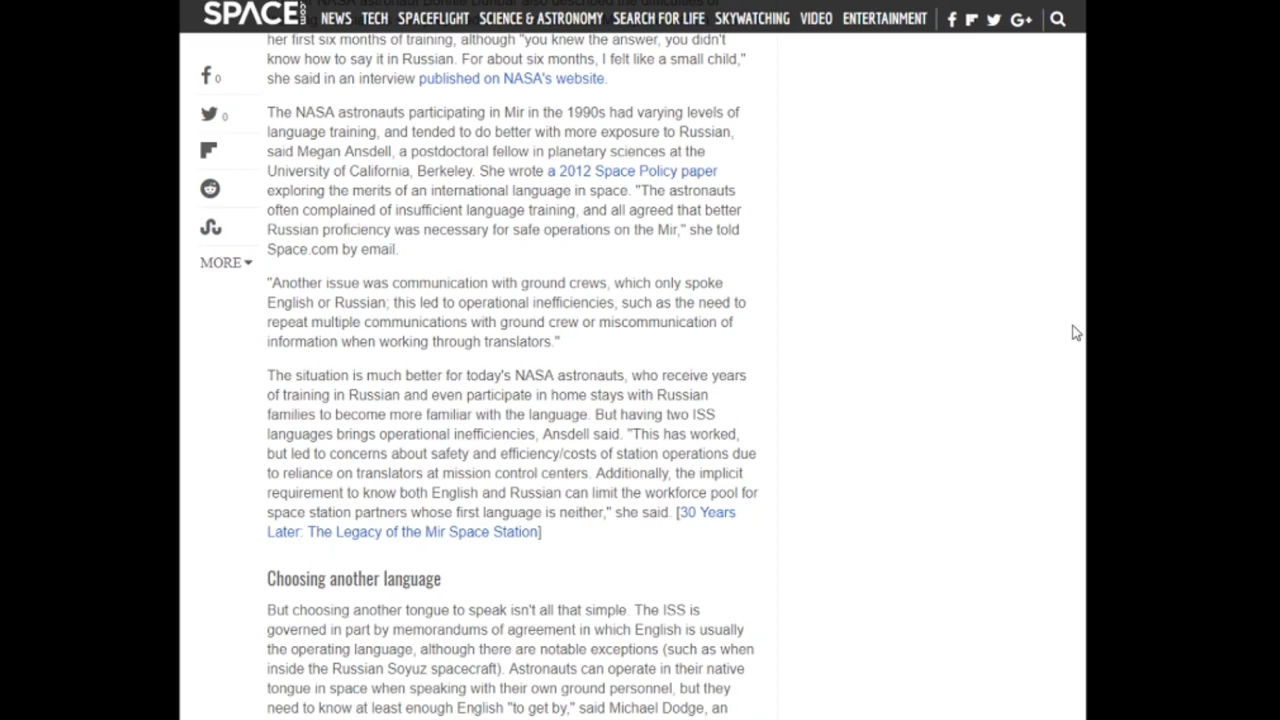 SPACE.com NEWS TECH SPACEFLIGHT SCIENCE & ASTRONOMY SEARCH FOR LIFE SKYWATCHING VIDEO ENTERTAINMENT
her first six months of training, although "you knew the answer, you didn't
know how to say it in Russian. For about six months, I felt like a small child,"
she said in an interview published on NASA's website.
0
0
MORE
The NASA astronauts participating in Mir in the 1990s had varying levels of
language training, and tended to do better with more exposure to Russian,
said Megan Ansdell, a postdoctoral fellow in planetary sciences at the
University of California, Berkeley. She wrote a 2012 Space Policy paper
exploring the merits of an international language in space. "The astronauts
often complained of insufficient language training, and all agreed that better
Russian proficiency was necessary for safe operations on the Mir," she told
Space.com by email.
"Another issue was communication with ground crews, which only spoke
English or Russian; this led to operational inefficiencies, such as the need to
repeat multiple communications with ground crew or miscommunication of
information when working through translators."
The situation is much better for today's NASA astronauts, who receive years
of training in Russian and even participate in home stays with Russian
families to become more familiar with the language. But having two ISS
languages brings operational inefficiencies, Ansdell said. "This has worked,
but led to concerns about safety and efficiency/costs of station operations due
to reliance on translators at mission control centers. Additionally, the implicit
requirement to know both English and Russian can limit the workforce pool for
space station partners whose first language is neither," she said. [30 Years
Later: The Legacy of the Mir Space Station]
Choosing another language
But choosing another tongue to speak isn't all that simple. The ISS is
governed in part by memorandums of agreement in which English is usually
the operating language, although there are notable exceptions (such as when
inside the Russian Soyuz spacecraft). Astronauts can operate in their native
tongue in space when speaking with their own ground personnel, but they
need to know at least enough English "to get by," said Michael Dodge, an